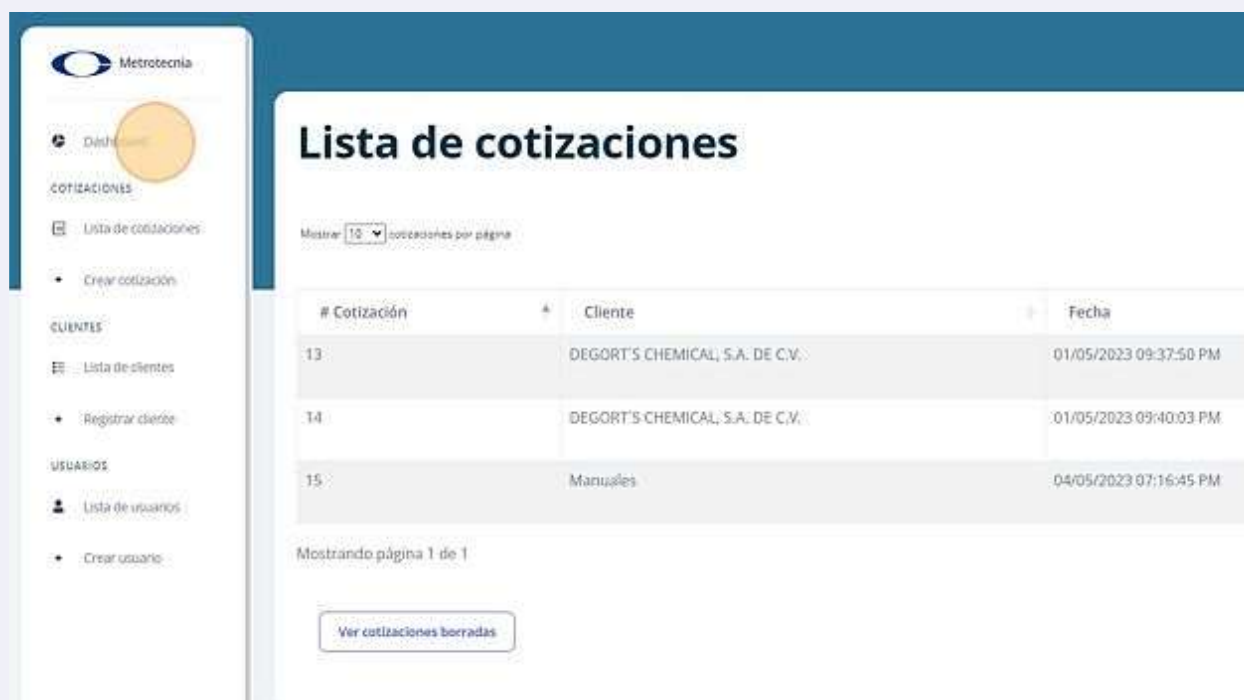 Metrotecnia
Dashboard
COTIZACIONES
Lista de cotizaciones
Crear cotización
CLIENTES
Lista de clientes
Registrar cliente
USUARIOS
Lista de usuarios
Crear usuario
Lista de cotizaciones
Mostrar 10 cotizaciones por página
# Cotización Cliente Fecha
13 DEGORT'S CHEMICAL, S.A. DE C.V. 01/05/2023 09:37:50 PM
14 DEGORT'S CHEMICAL, S.A. DE C.V. 01/05/2023 09:40:03 PM
15 Manuales 04/05/2023 07:16:45 PM
Mostrando página 1 de 1
Ver cotizaciones borradas